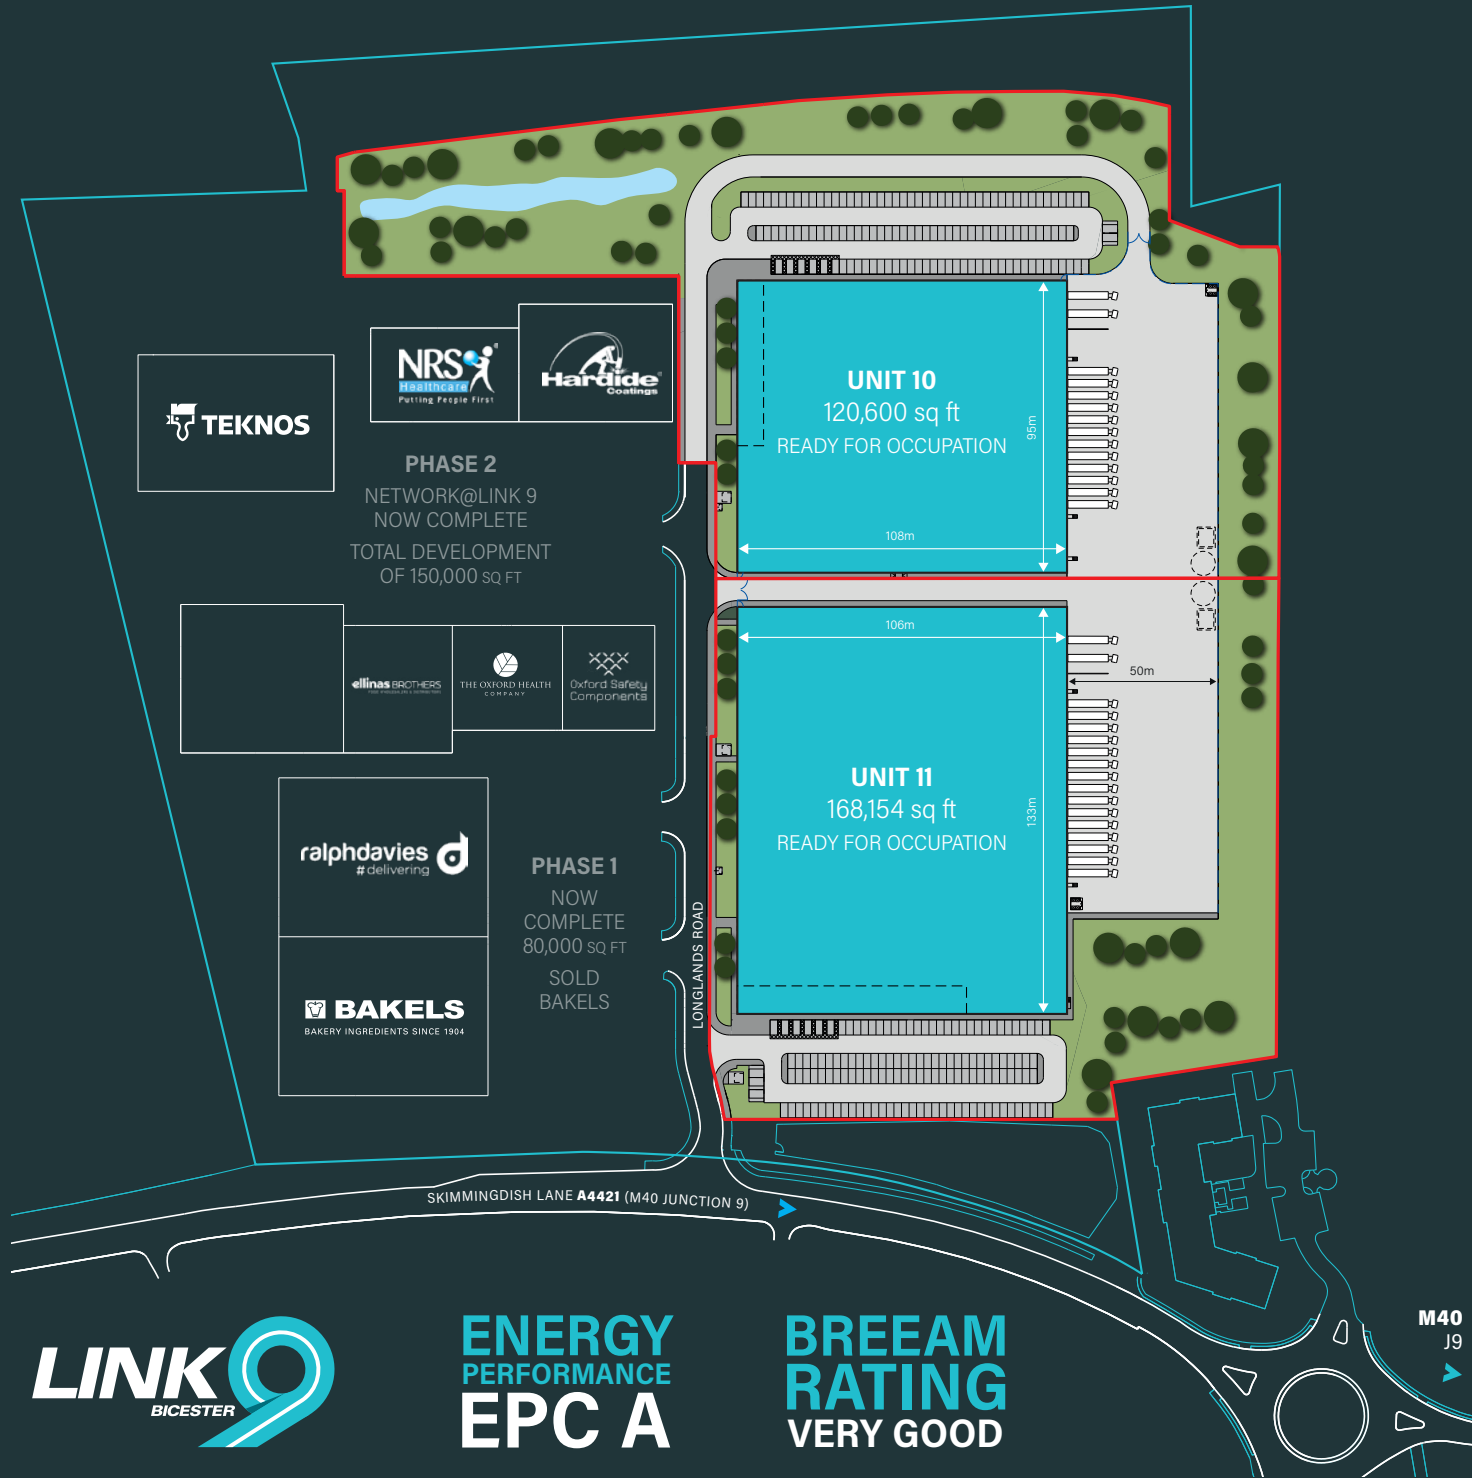 NRS
Healthcare
Putting People First
Hardide
Coatings
TEKNOS
PHASE 2
NETWORK@LINK 9
NOW COMPLETE
TOTAL DEVELOPMENT
OF 150,000 SQ FT
UNIT 10
120,600 sq ft
READY FOR OCCUPATION
95m
108m
106m
50m
ellinas BROTHERS
THE OXFORD HEALTH
COMPANY
Oxford Safety
Components
UNIT 11
168,154 sq ft
READY FOR OCCUPATION
133m
ralphdavies
#delivering
PHASE 1
NOW
COMPLETE
80,000 SQ FT
SOLD
BAKELS
BAKELS
BAKERY INGREDIENTS SINCE 1904
LONGLANDS ROAD
SKIMMINGDISH LANE A4421 (M40 JUNCTION 9)
M40
J9
LINK 9
BICESTER
ENERGY
PERFORMANCE
EPC A
BREEAM
RATING
VERY GOOD